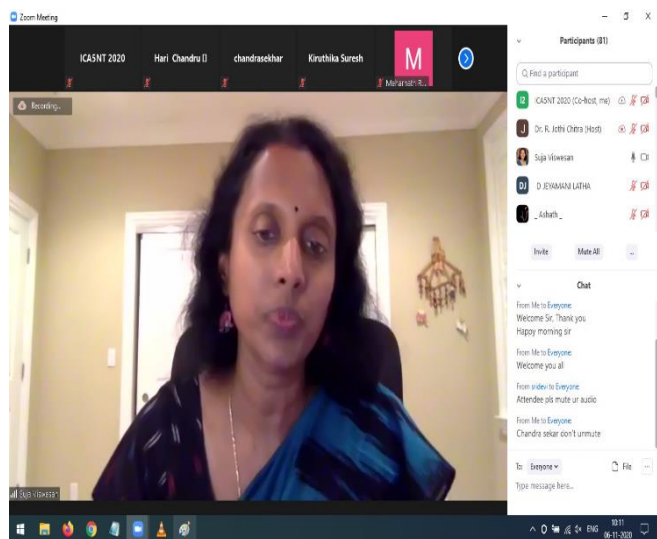 Zoom Meeting
ICASNT 2020
Hari Chandru D
chandrasekhar
Kiruthika Suresh
M
Meharnath R...
Recording...
Suja Viswesan
Participants (81)
Find a participant
I2 ICASNT 2020 (Co-host, me)
J Dr. R. Jothi Chitra (Host)
Suja Viswesan
DJ D JEYAMANI LATHA
_ Ashath _
Invite Mute All ...
Chat
From Me to Everyone:
Welcome Sir. Thank you
Happy morning sir
From Me to Everyone:
Welcome you all
From sridevi to Everyone:
Attendee pls mute ur audio
From Me to Everyone:
Chandra sekar don't unmute
To: Everyone File ...
Type message here...
ENG
10:11
06-11-2020